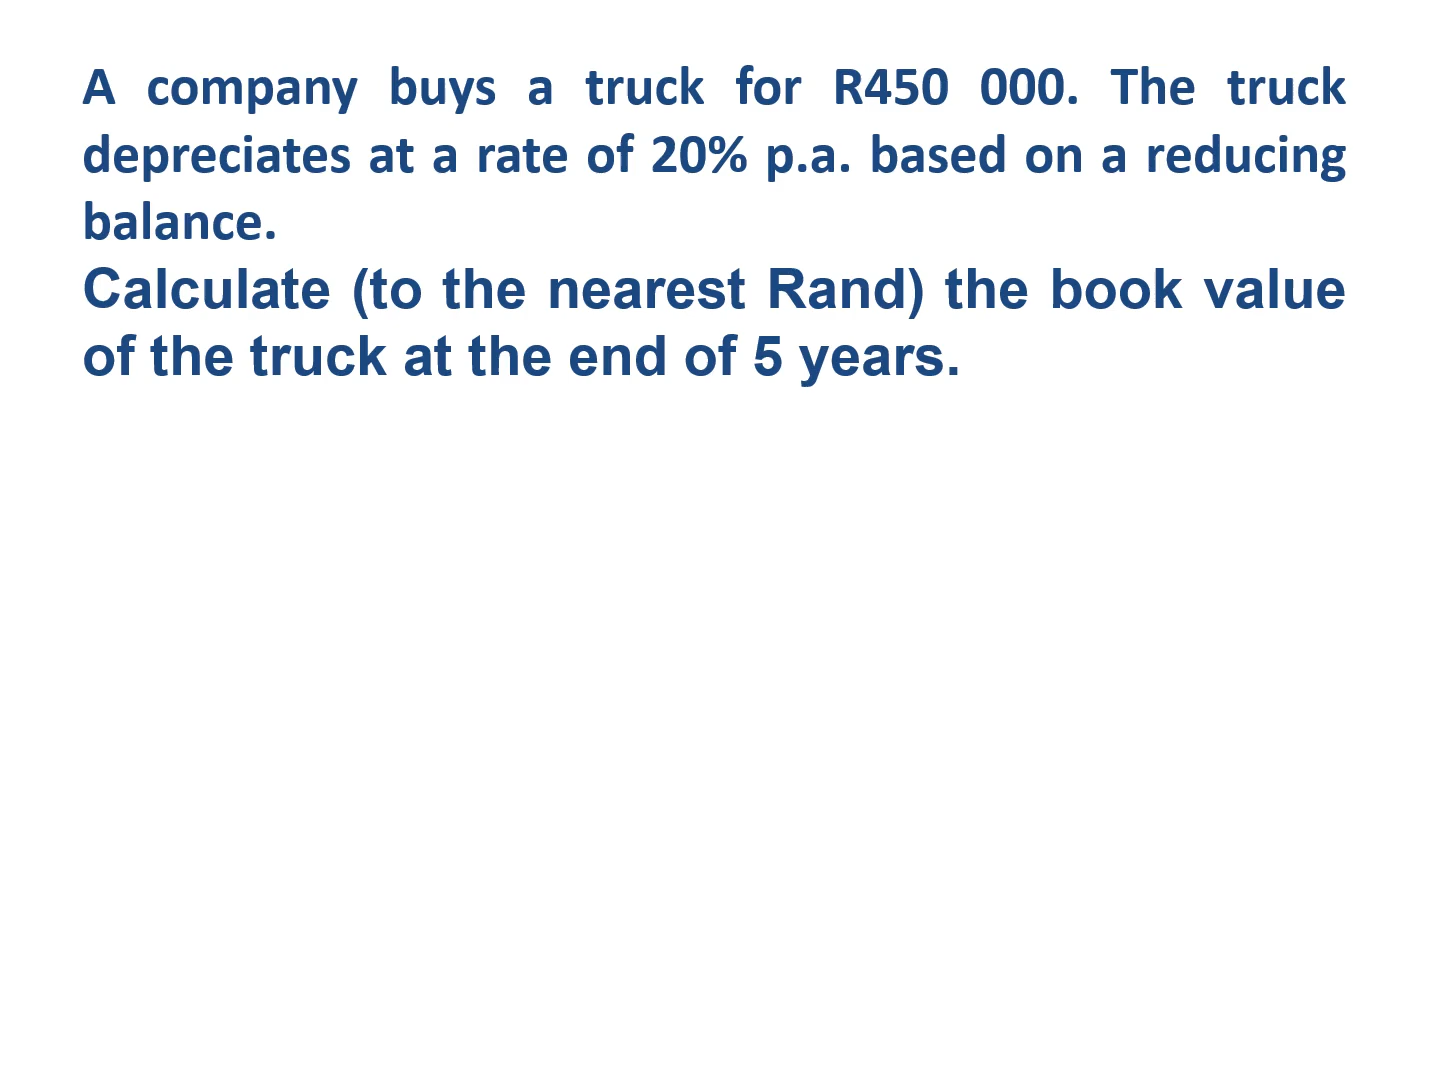 A company buys a truck for R450 000. The truck
depreciates at a rate of 20% p.a. based on a reducing
balance.
Calculate (to the nearest Rand) the book value
of the truck at the end of 5 years.